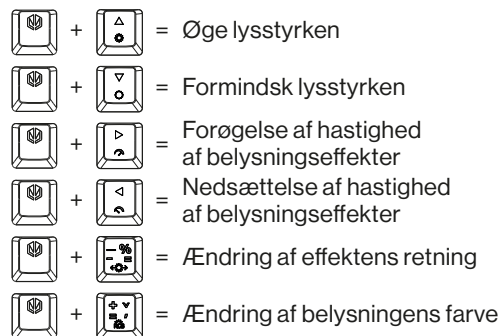 + = Øge lysstyrken
+ = Formindsk lysstyrken
+ = Forøgelse af hastighed
af belysningseffekter
+ = Nedsættelse af hastighed
af belysningseffekter
+ = Ændring af effektens retning
+ = Ændring af belysningens farve